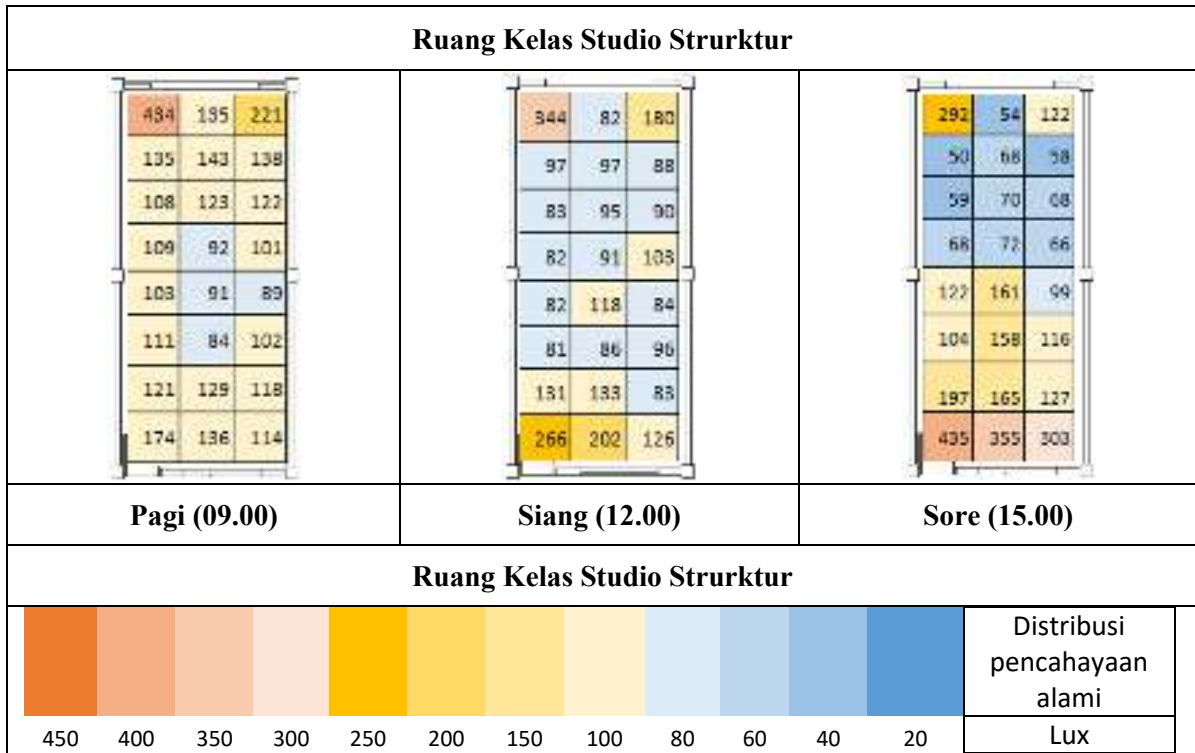 Ruang Kelas Studio Strurktur
434 135 221
135 143 138
108 123 122
109 92 101
103 91 89
111 84 102
121 129 118
174 136 114
344 82 180
97 97 88
83 95 90
82 91 103
82 118 84
81 86 96
131 133 83
266 202 126
292 54 122
50 68 58
59 70 68
68 72 66
122 161 99
104 158 116
197 165 127
435 355 303
Pagi (09.00) Siang (12.00) Sore (15.00)
Ruang Kelas Studio Strurktur
Distribusi
pencahayaan
alami
450 400 350 300 250 200 150 100 80 60 40 20 Lux